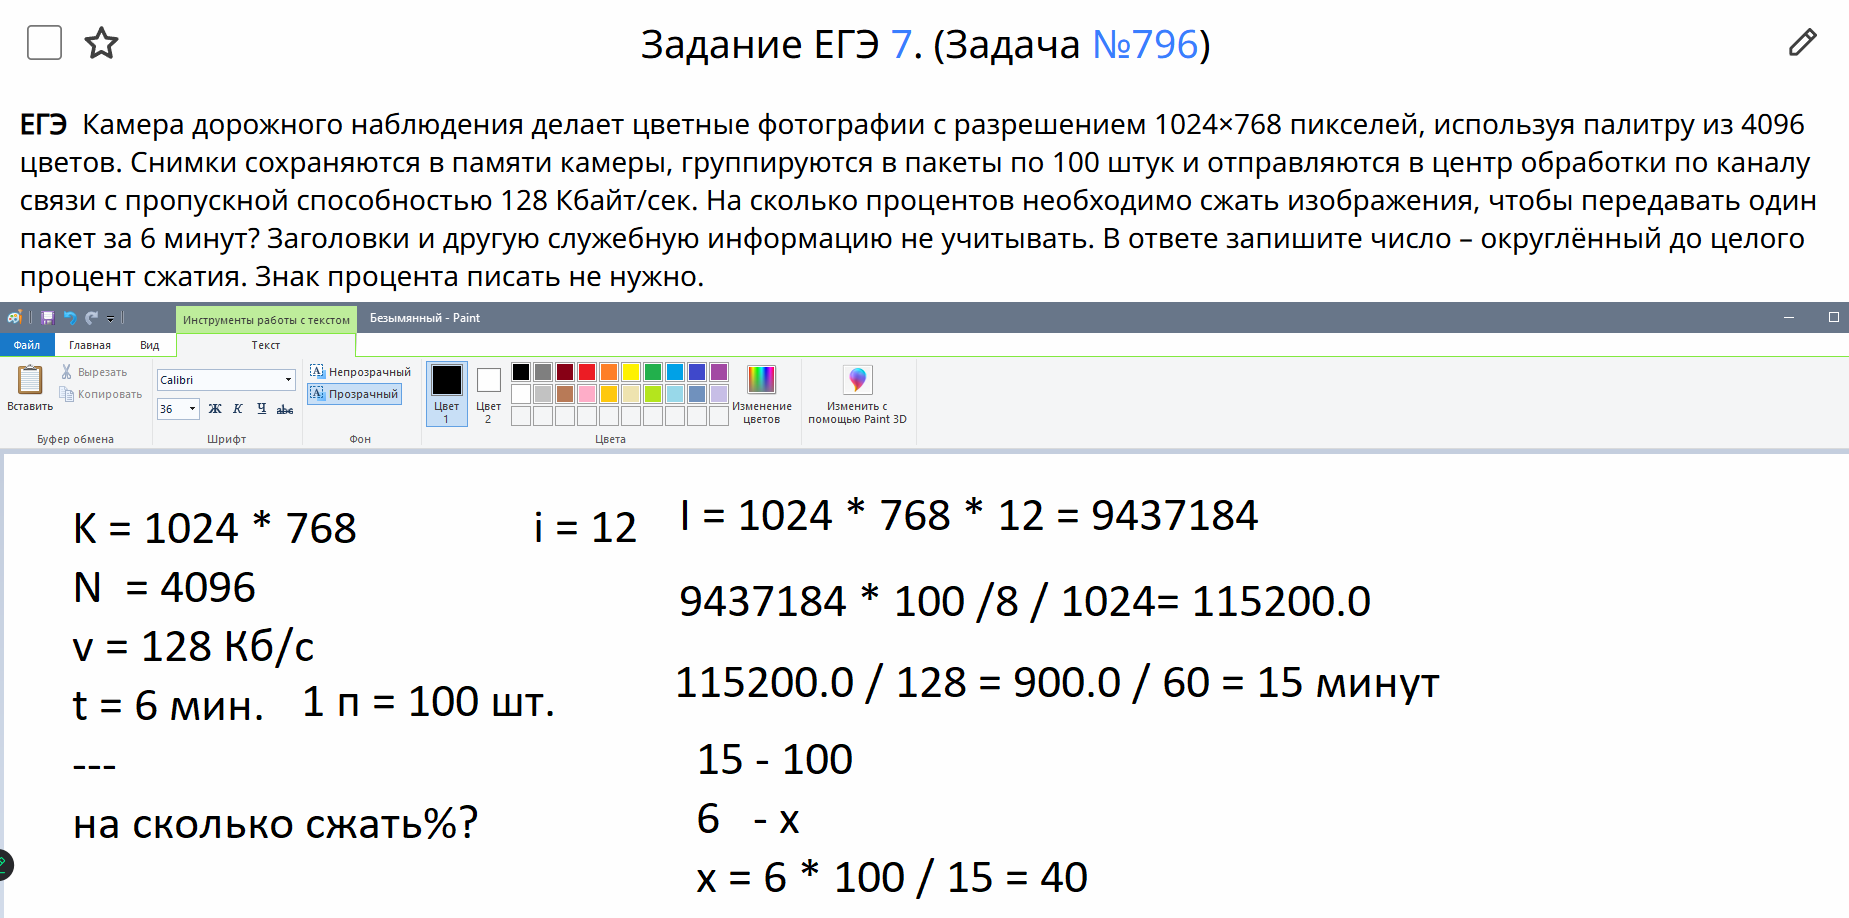 Задание ЕГЭ 7. (Задача №796)
ЕГЭ Камера дорожного наблюдения делает цветные фотографии с разрешением 1024×768 пикселей, используя палитру из 4096
цветов. Снимки сохраняются в памяти камеры, группируются в пакеты по 100 штук и отправляются в центр обработки по каналу
связи с пропускной способностью 128 Кбайт/сек. На сколько процентов необходимо сжать изображения, чтобы передавать один
пакет за 6 минут? Заголовки и другую служебную информацию не учитывать. В ответе запишите число – округлённый до целого
процент сжатия. Знак процента писать не нужно.
Инструменты работы с текстом Безымянный - Paint
Файл Главная Вид Текст
Вставить
Вырезать
Копировать
Буфер обмена
Calibri
36 Ж К Ч abc
Шрифт
Непрозрачный
Прозрачный
Фон
Цвет
1
Цвет
2
Цвета
Изменение
цветов
Изменить с
помощью Paint 3D
K = 1024 * 768
N = 4096
v = 128 Кб/с
t = 6 мин. 1 п = 100 шт.
---
на сколько сжать%?
i = 12
I = 1024 * 768 * 12 = 9437184
9437184 * 100 /8 / 1024= 115200.0
115200.0 / 128 = 900.0 / 60 = 15 минут
15 - 100
6 - x
x = 6 * 100 / 15 = 40